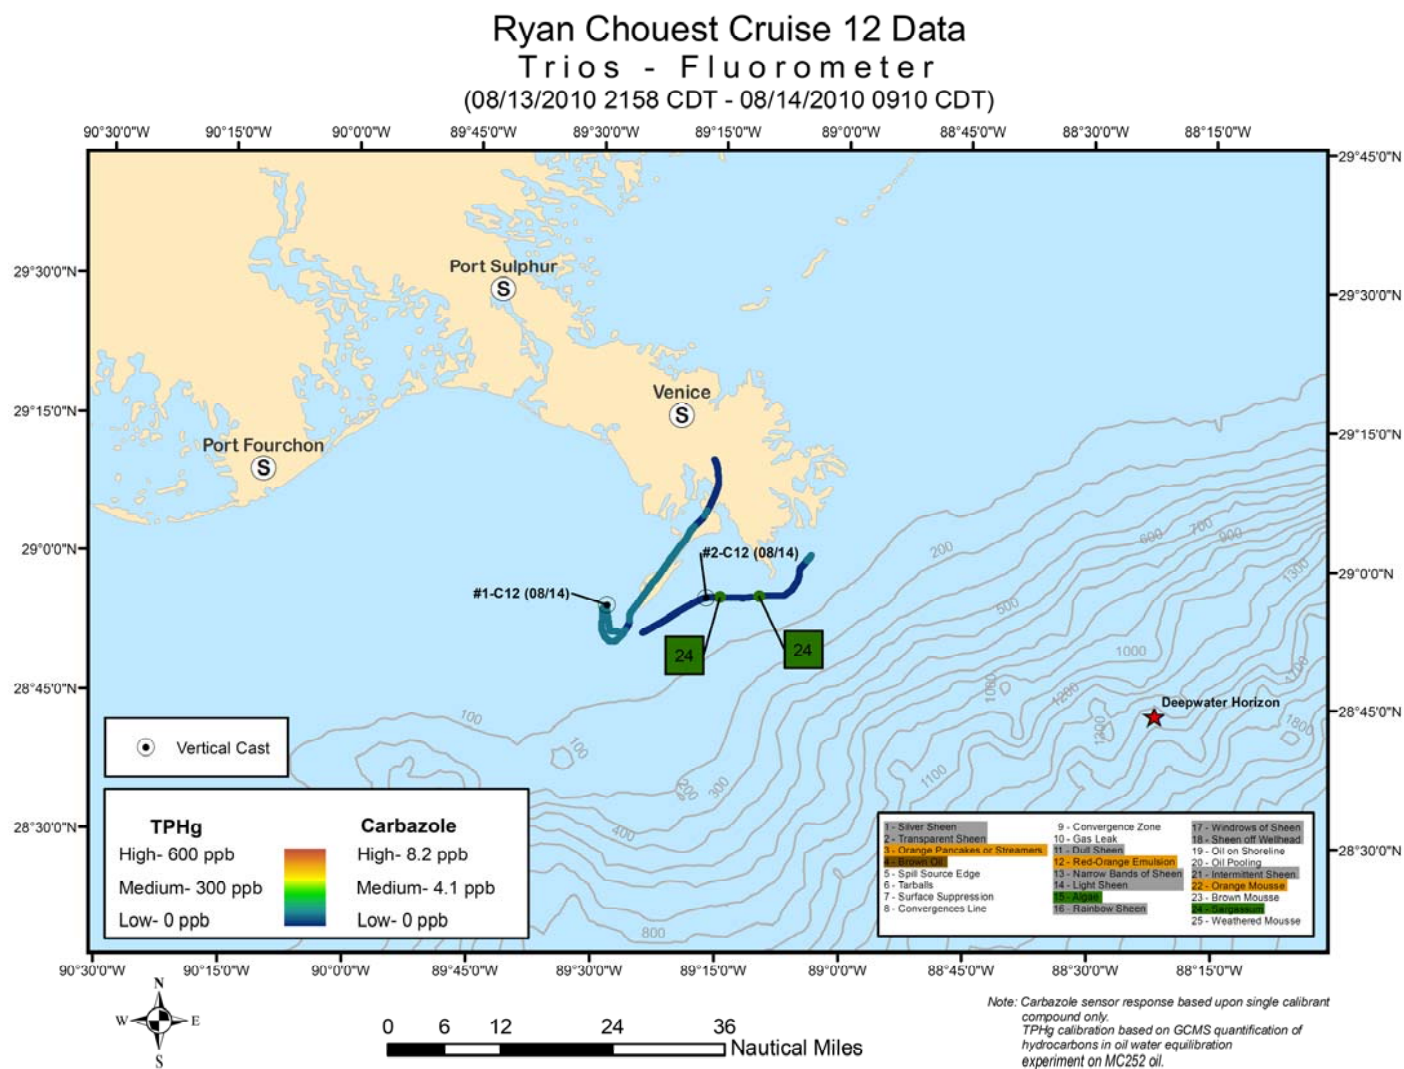 Ryan Chouest Cruise 12 Data
Trios - Fluorometer
(08/13/2010 2158 CDT - 08/14/2010 0910 CDT)
90°30'0"W 90°15'0"W 90°0'0"W 89°45'0"W 89°30'0"W 89°15'0"W 89°0'0"W 88°45'0"W 88°30'0"W 88°15'0"W
29°45'0"N
29°30'0"N
29°30'0"N
29°15'0"N
29°15'0"N
29°0'0"N
29°0'0"N
28°45'0"N
28°45'0"N
28°30'0"N
28°30'0"N
Port Sulphur
S
Venice
S
Port Fourchon
S
#2-C12 (08/14)
#1-C12 (08/14)
24
24
200
600
700
900
1300
500
1000
1000
1200
1300
1700
1800
1100
Deepwater Horizon
100
100
200
300
400
800
Vertical Cast
TPHg Carbazole
High- 600 ppb High- 8.2 ppb
Medium- 300 ppb Medium- 4.1 ppb
Low- 0 ppb Low- 0 ppb
1 - Silver Sheen
2 - Transparent Sheen
3 - Orange Pancakes or Streamers
4 - Brown Oil
5 - Spill Source Edge
6 - Tarballs
7 - Surface Suppression
8 - Convergences Line
9 - Convergence Zone
10 - Gas Leak
11 - Dull Sheen
12 - Red-Orange Emulsion
13 - Narrow Bands of Sheen
14 - Light Sheen
15 - Algae
16 - Rainbow Sheen
17 - Windrows of Sheen
18 - Sheen off Wellhead
19 - Oil on Shoreline
20 - Oil Pooling
21 - Intermittent Sheen
22 - Orange Mousse
23 - Brown Mousse
24 - Sargassum
25 - Weathered Mousse
90°30'0"W 90°15'0"W 90°0'0"W 89°45'0"W 89°30'0"W 89°15'0"W 89°0'0"W 88°45'0"W 88°30'0"W 88°15'0"W
N
W E
S
0 6 12 24 36
Nautical Miles
Note: Carbazole sensor response based upon single calibrant
compound only.
TPHg calibration based on GCMS quantification of
hydrocarbons in oil water equilibration
experiment on MC252 oil.